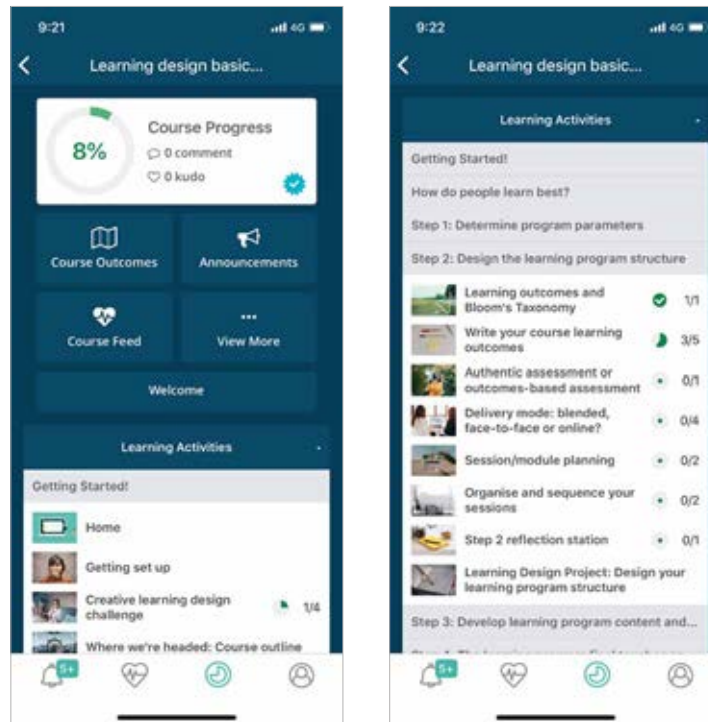 9:21
4G
Learning design basic...
8%
Course Progress
0 comment
0 kudo
Course Outcomes
Announcements
Course Feed
View More
Welcome
Learning Activities
Getting Started!
Home
Getting set up
Creative learning design
challenge
1/4
Where we're headed: Course outline
5+
9:22
4G
Learning design basic...
Learning Activities
Getting Started!
How do people learn best?
Step 1: Determine program parameters
Step 2: Design the learning program structure
Learning outcomes and
Bloom's Taxonomy
1/1
Write your course learning
outcomes
3/5
Authentic assessment or
outcomes-based assessment
0/1
Delivery mode: blended,
face-to-face or online?
0/4
Session/module planning
0/2
Organise and sequence your
sessions
0/2
Step 2 reflection station
0/1
Learning Design Project: Design your
learning program structure
Step 3: Develop learning program content and...
5+